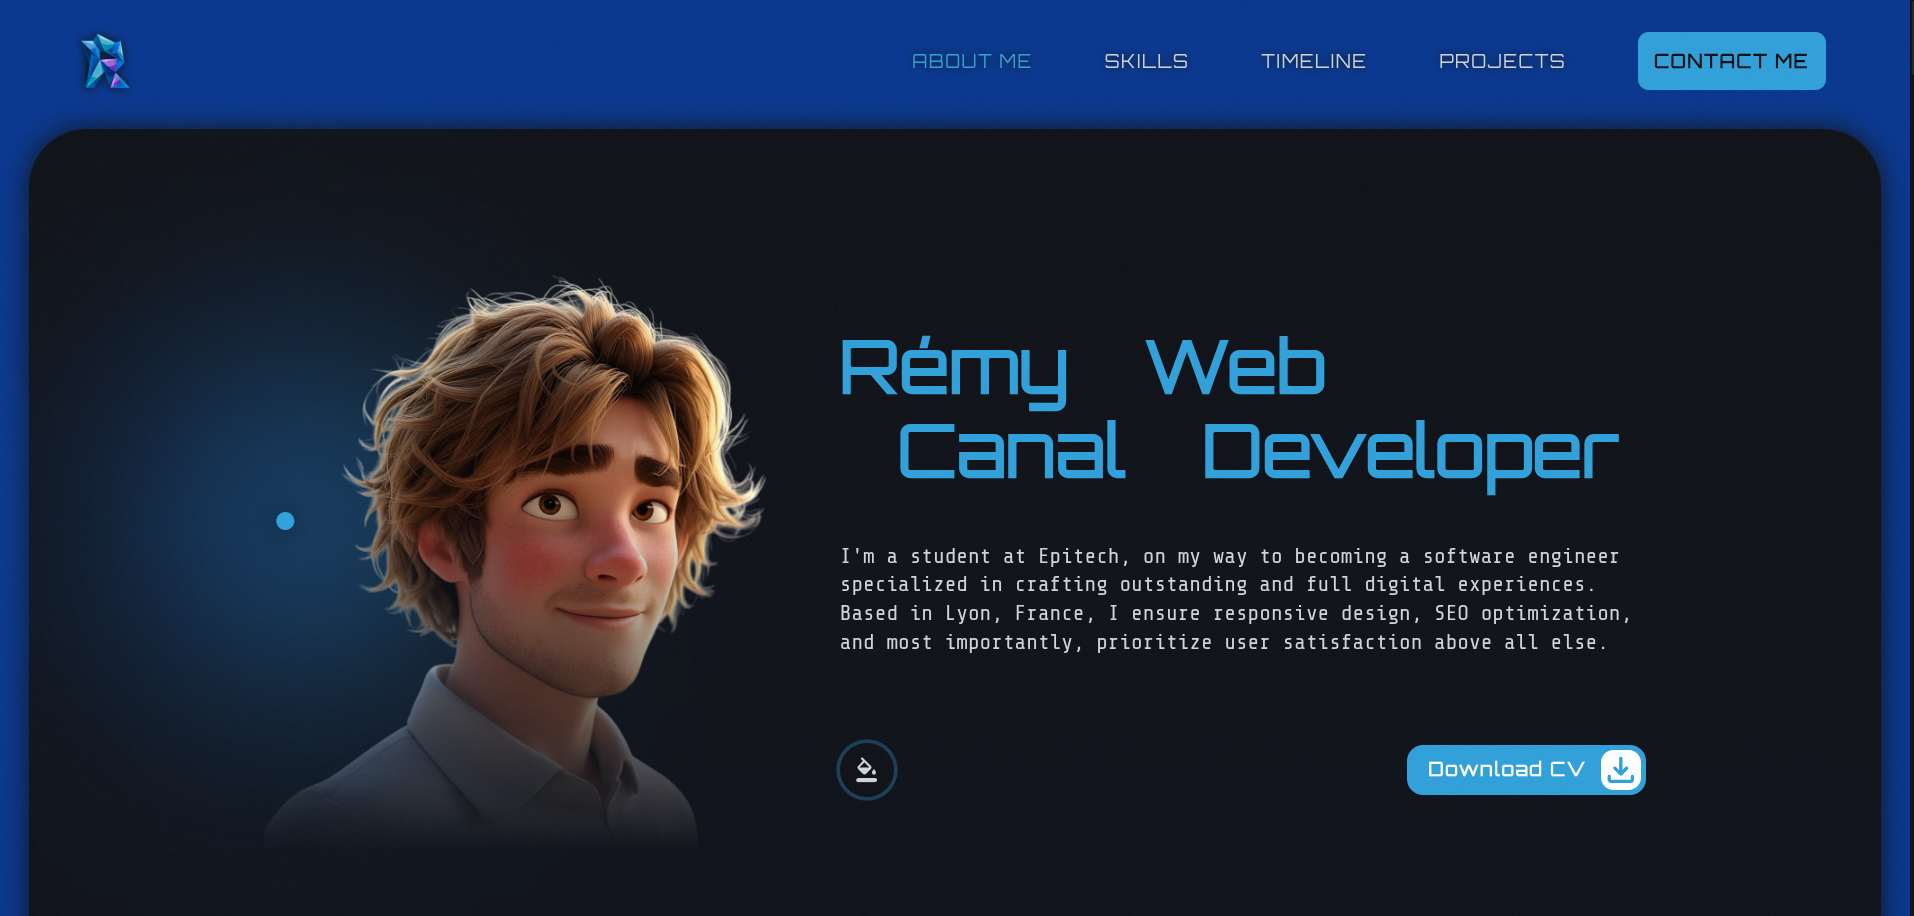 ABOUT ME
SKILLS
TIMELINE
PROJECTS
CONTACT ME
Rémy Web
Canal Developer
I'm a student at Epitech, on my way to becoming a software engineer
specialized in crafting outstanding and full digital experiences.
Based in Lyon, France, I ensure responsive design, SEO optimization,
and most importantly, prioritize user satisfaction above all else.
Download CV